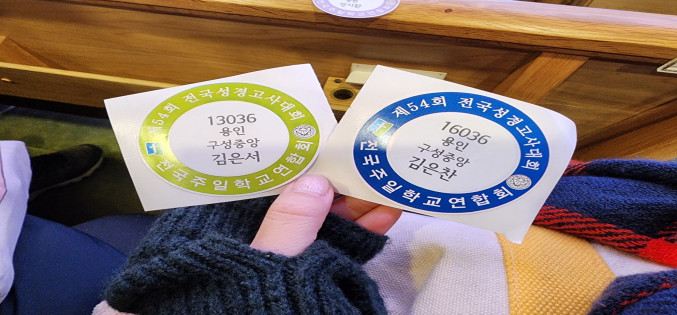 제54회 전국성경고사대회
13036
용인
구성중앙
김은서
전국주일학교연합회
제54회 전국성경고사대회
16036
용인
구성중앙
김은찬
전국주일학교연합회